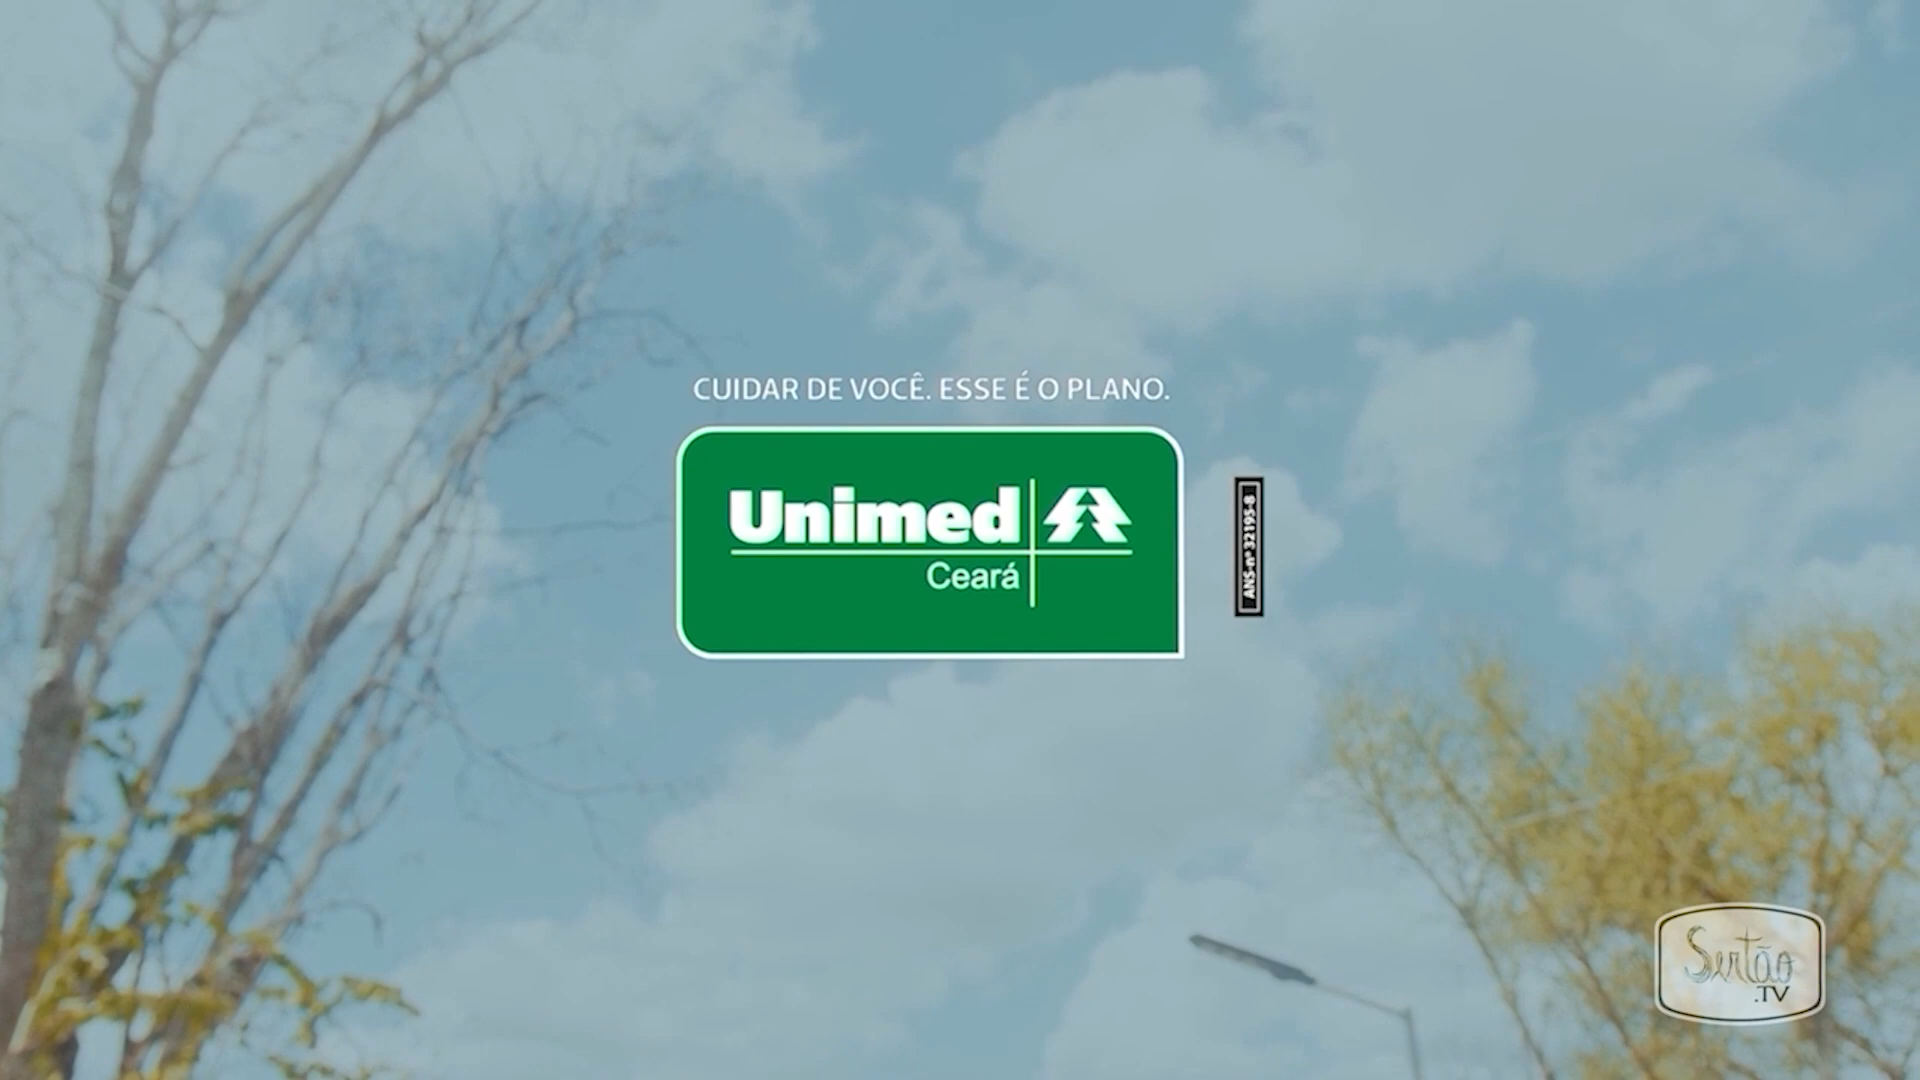 CUIDAR DE VOCÊ. ESSE É O PLANO.
Unimed
Ceará
ANS-nº 32195-8
Sertão
.TV